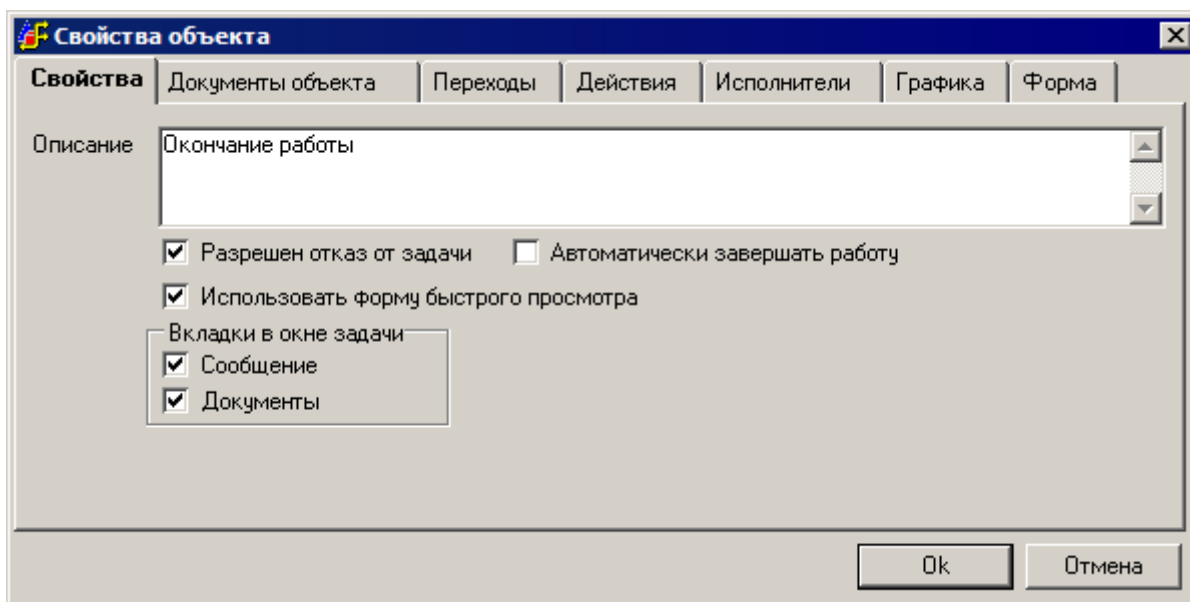 Свойства объекта
Свойства Документы объекта Переходы Действия Исполнители Графика Форма
Описание Окончание работы
Разрешен отказ от задачи Автоматически завершать работу
Использовать форму быстрого просмотра
Вкладки в окне задачи
Сообщение
Документы
Ok Отмена